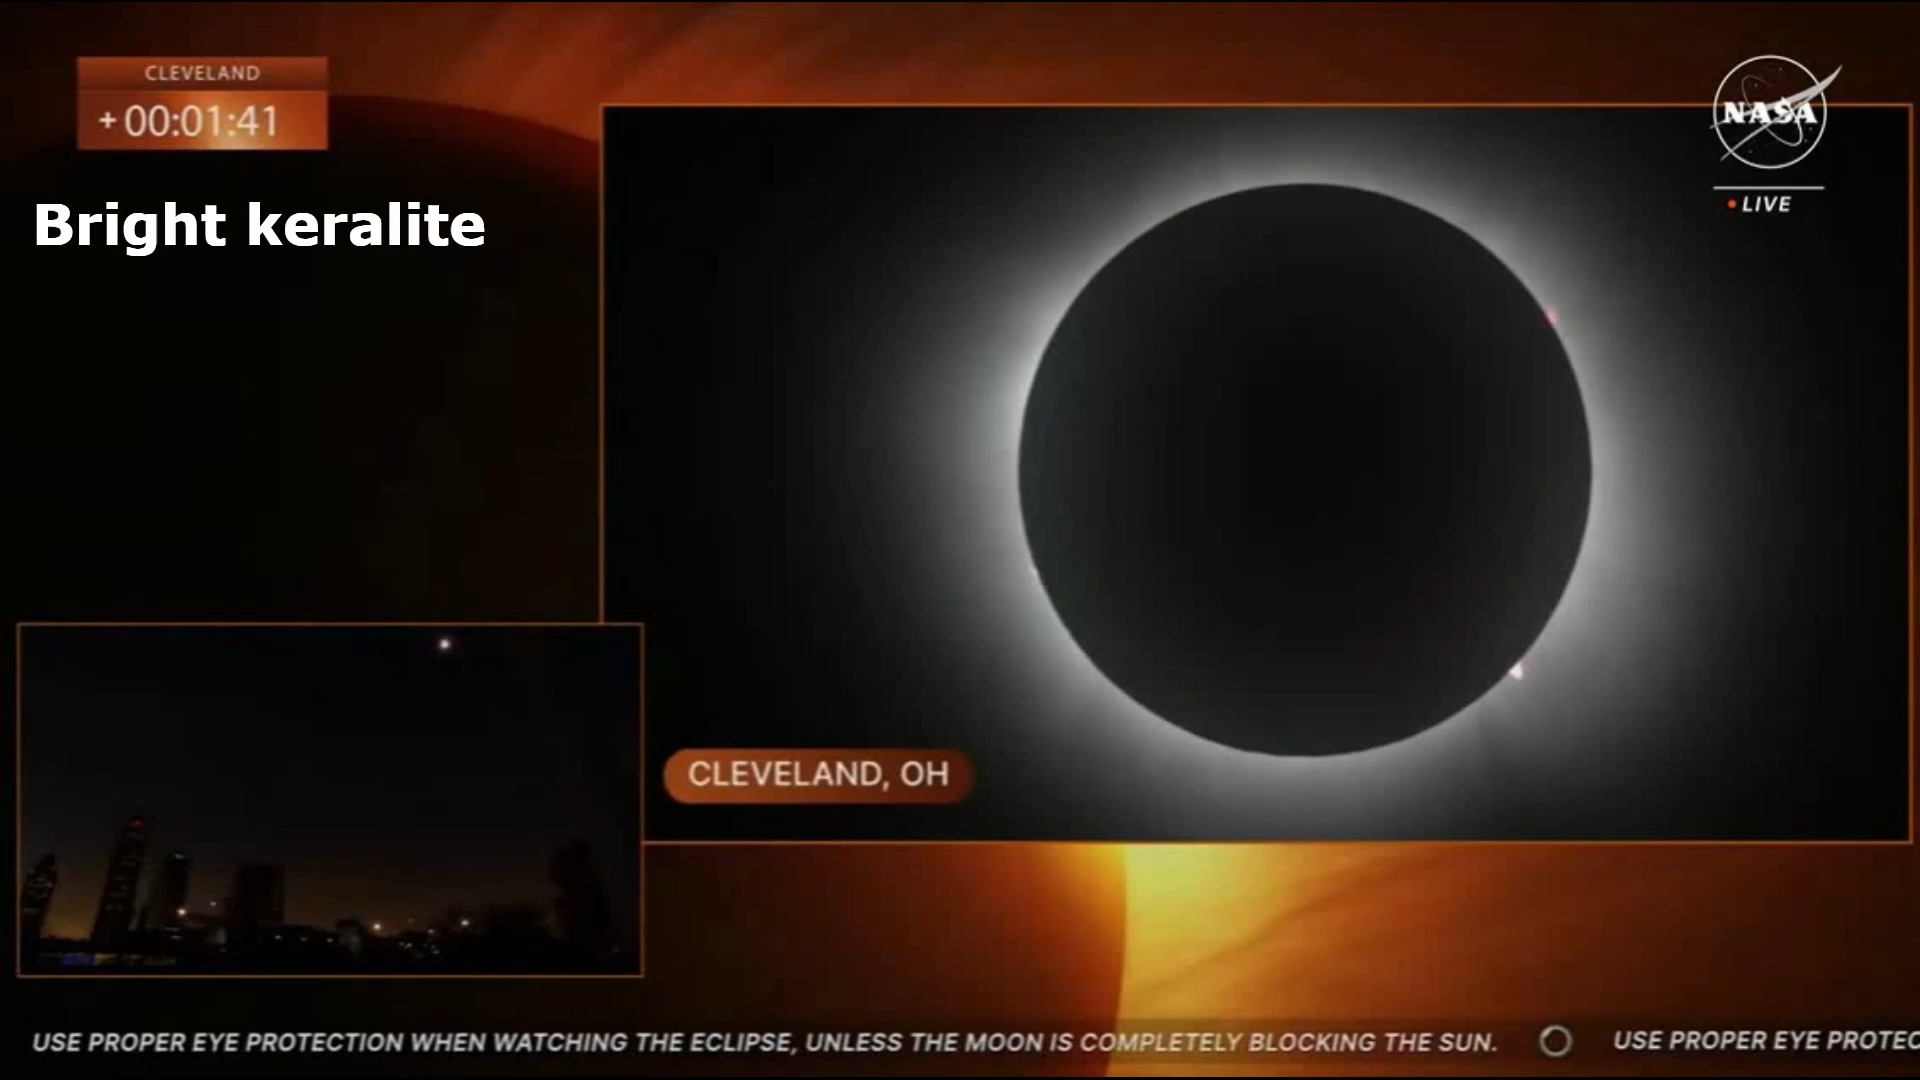 CLEVELAND
+ 00:01:41
NASA
LIVE
Bright keralite
CLEVELAND, OH
USE PROPER EYE PROTECTION WHEN WATCHING THE ECLIPSE, UNLESS THE MOON IS COMPLETELY BLOCKING THE SUN.
USE PROPER EYE PROTEC